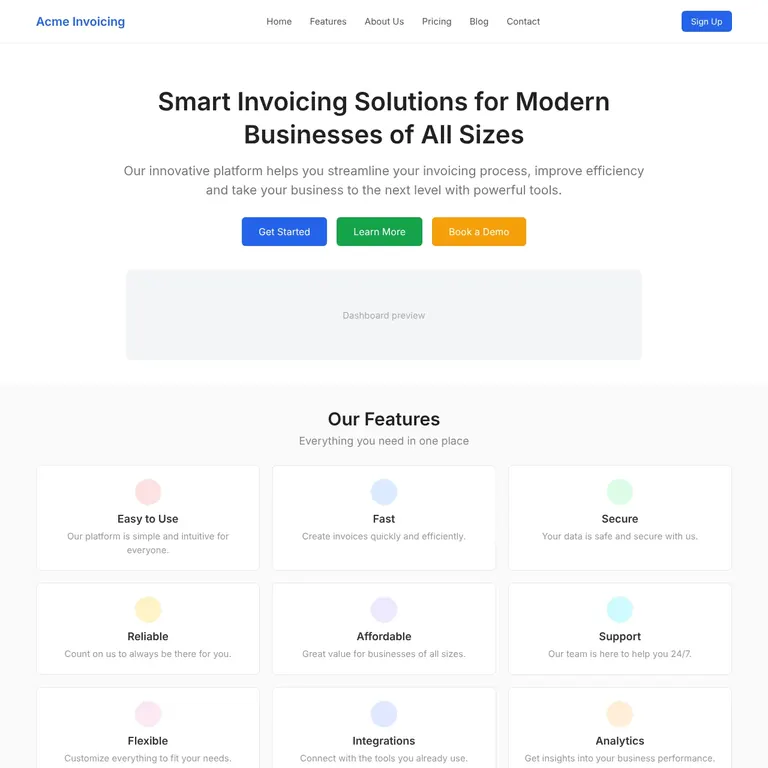 Acme Invoicing
Home
Features
About Us
Pricing
Blog
Contact
Sign Up
Smart Invoicing Solutions for Modern
Businesses of All Sizes
Our innovative platform helps you streamline your invoicing process, improve efficiency
and take your business to the next level with powerful tools.
Get Started
Learn More
Book a Demo
Dashboard preview
Our Features
Everything you need in one place
Easy to Use
Our platform is simple and intuitive for
everyone.
Fast
Create invoices quickly and efficiently.
Secure
Your data is safe and secure with us.
Reliable
Count on us to always be there for you.
Affordable
Great value for businesses of all sizes.
Support
Our team is here to help you 24/7.
Flexible
Customize everything to fit your needs.
Integrations
Connect with the tools you already use.
Analytics
Get insights into your business performance.